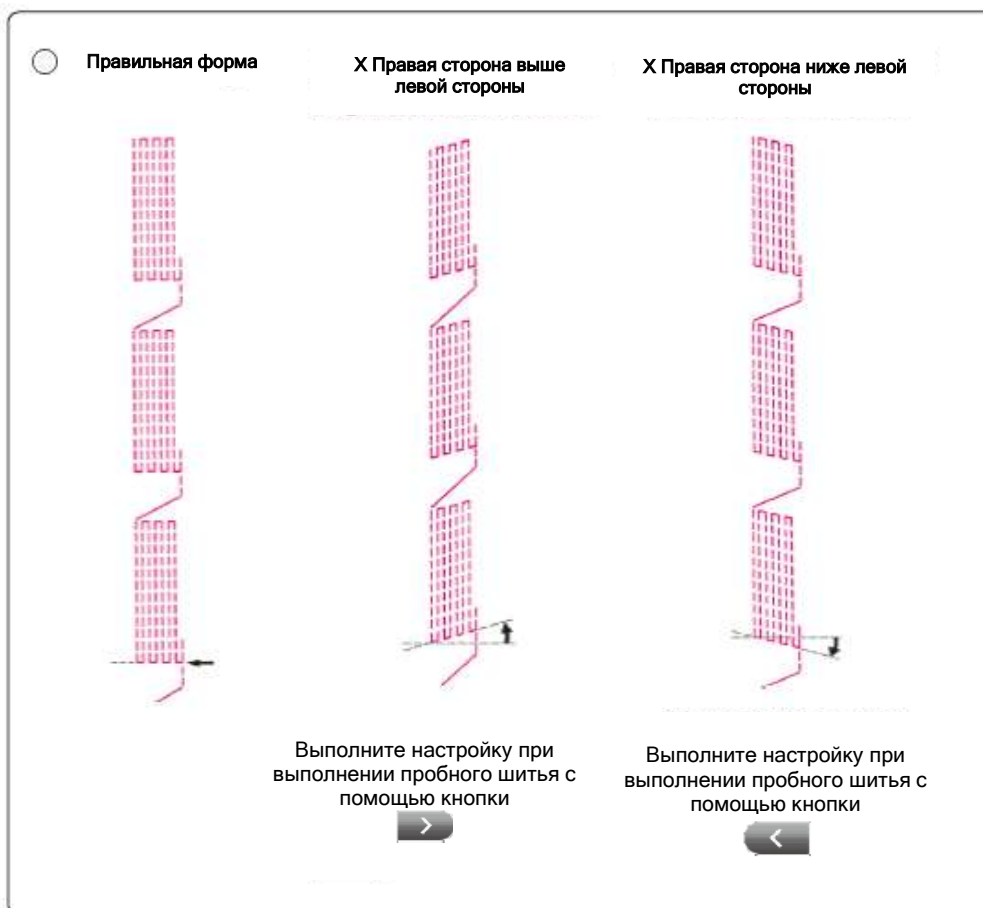 Правильная форма
X Правая сторона выше
левой стороны
X Правая сторона ниже левой
стороны
Выполните настройку при
выполнении пробного шитья с
помощью кнопки
>
Выполните настройку при
выполнении пробного шитья с
помощью кнопки
<